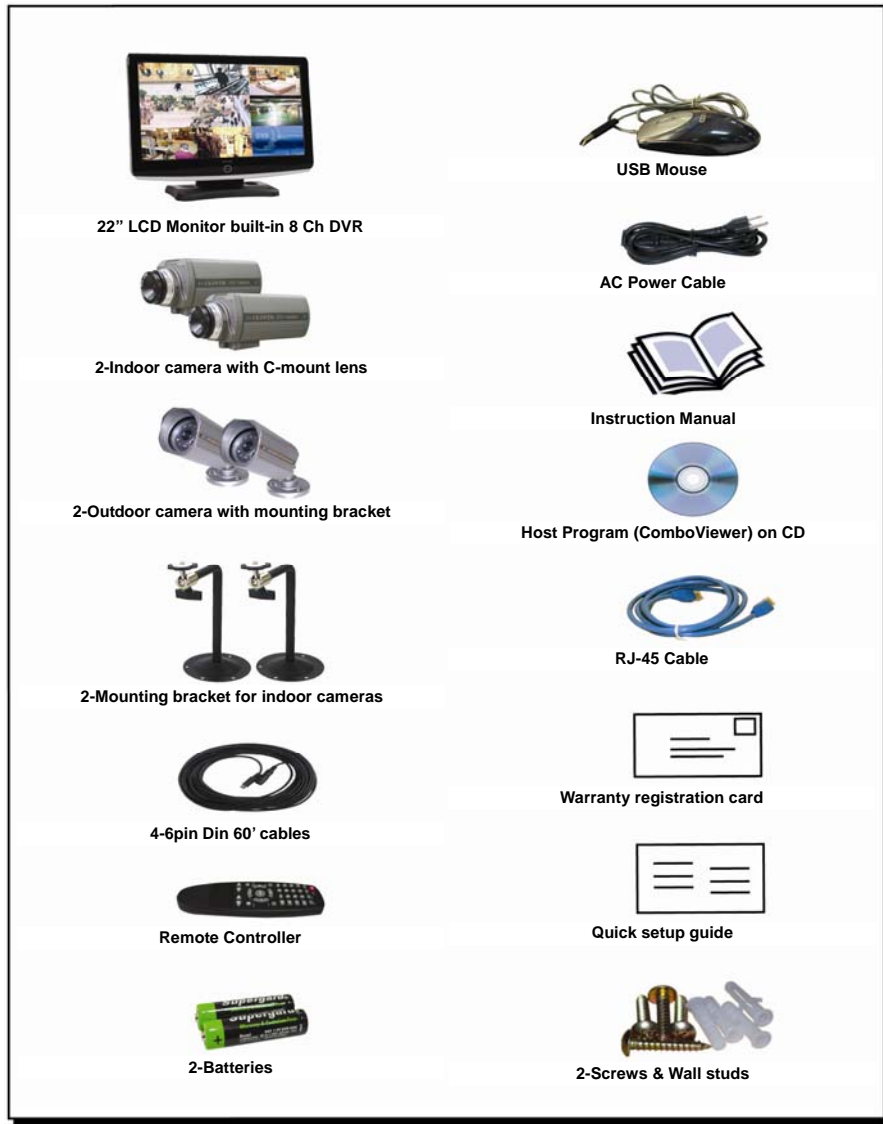 22” LCD Monitor built-in 8 Ch DVR
2-Indoor camera with C-mount lens
2-Outdoor camera with mounting bracket
2-Mounting bracket for indoor cameras
4-6pin Din 60’ cables
Remote Controller
Supergard
Supergard
2-Batteries
USB Mouse
AC Power Cable
Instruction Manual
Host Program (ComboViewer) on CD
RJ-45 Cable
Warranty registration card
Quick setup guide
2-Screws & Wall studs